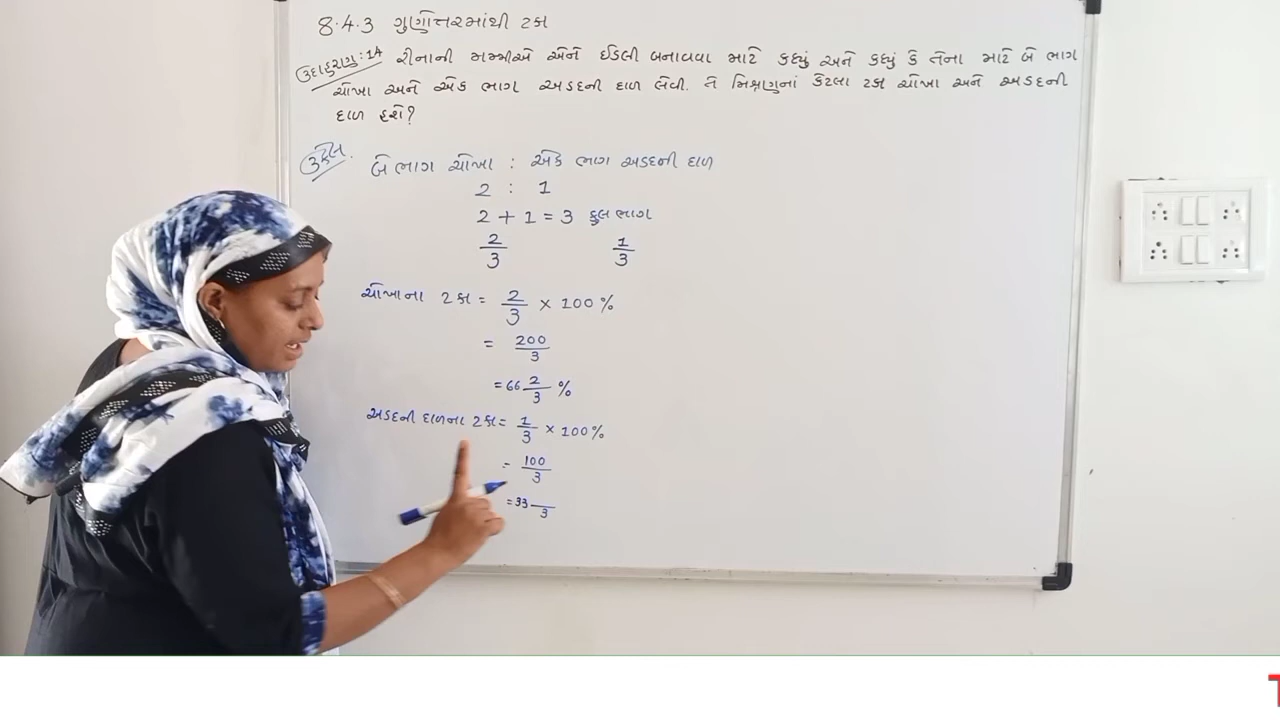 8.4.3 ગુણોત્તરમાંથી ટકા
ઉદાહરણ:14 રીનાની મમ્મીએ એને ઈડલી બનાવવા માટે કહ્યું અને કહ્યું કે તેના માટે બે ભાગ
ચોખા અને એક ભાગ અડદની દાળ લેવી. તે મિશ્રણનાં કેટલા ટકા ચોખા અને અડદની
દાળ હશે?
ઉકેલ.
બે ભાગ ચોખા : એક ભાગ અડદની દાળ
2 : 1
2 + 1 = 3 કુલ ભાગ
2/3 1/3
ચોખાના ટકા = 2/3 × 100 %
= 200/3
= 66 2/3 %
અડદની દાળના ટકા = 1/3 × 100 %
= 100/3
= 33 /3